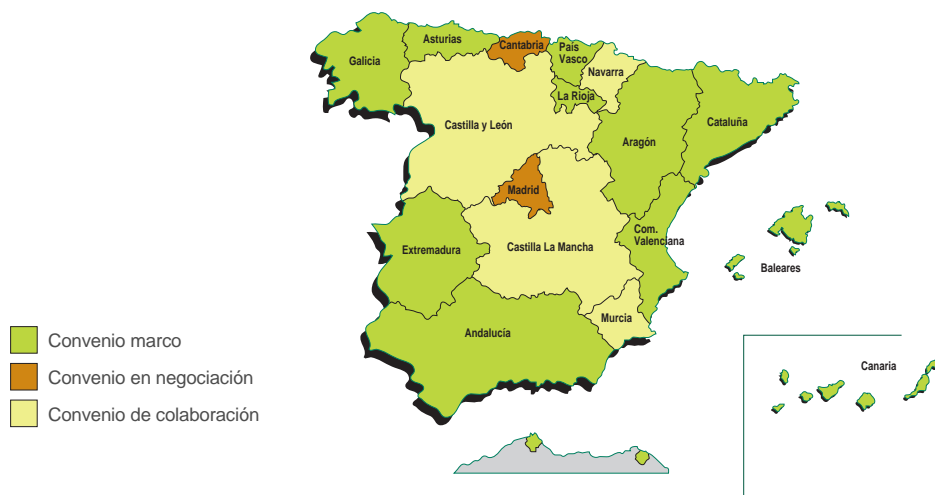 Asturias
Cantabria
País
Vasco
Galicia
Navarra
La Rioja
Castilla y León
Aragón
Cataluña
Madrid
Com.
Valenciana
Extremadura
Castilla La Mancha
Baleares
Murcia
Andalucía
Convenio marco
Canaria
Convenio en negociación
Convenio de colaboración